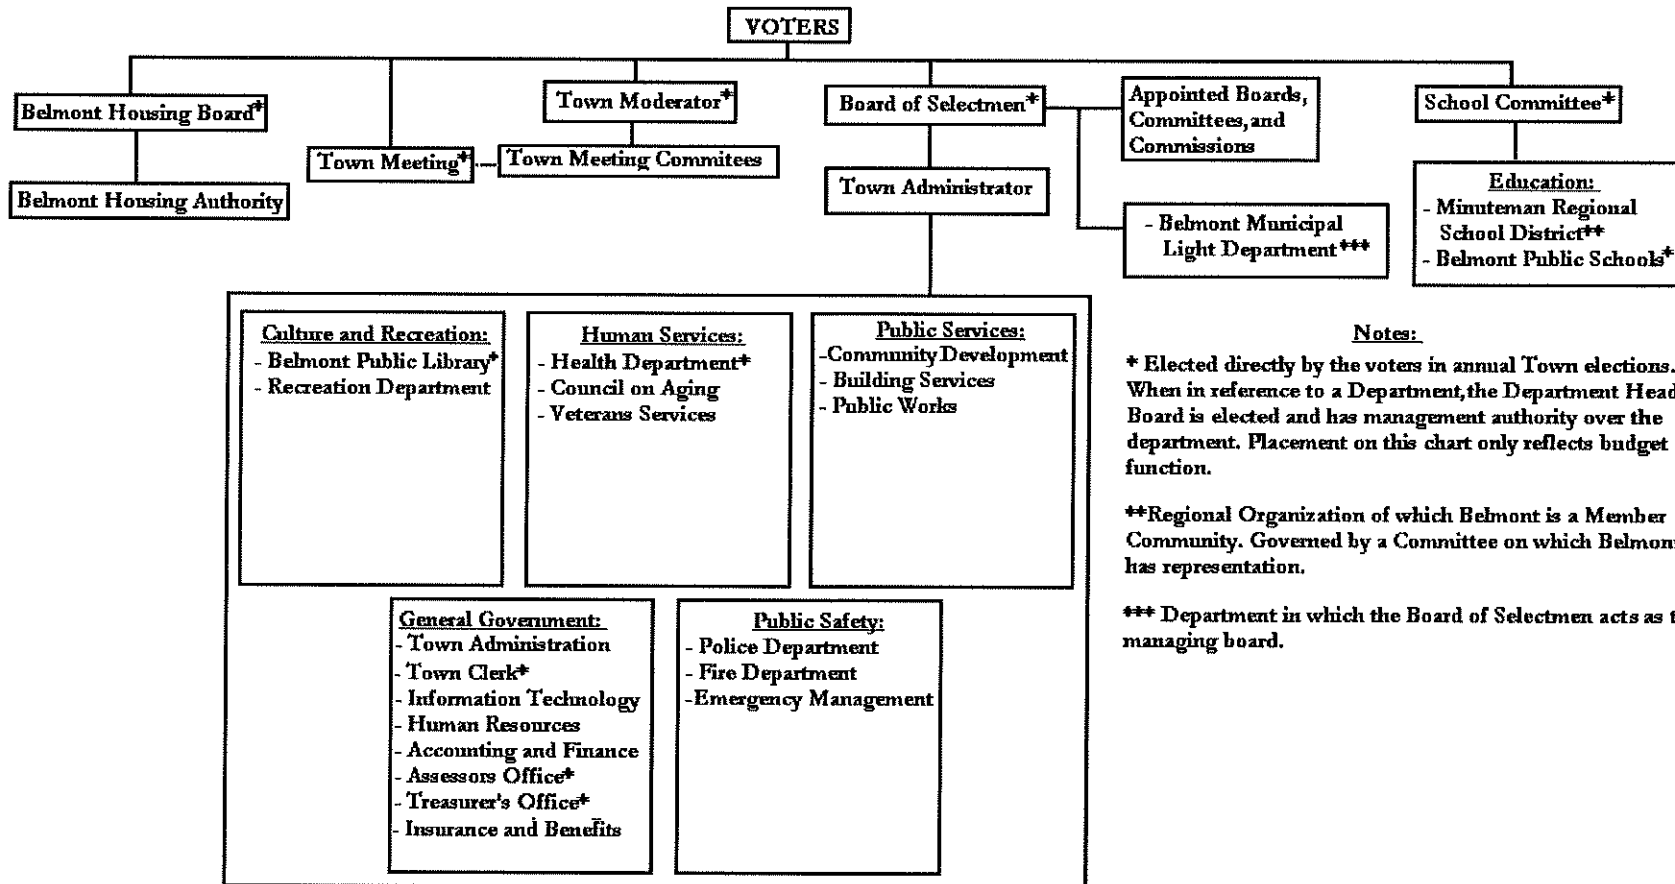 VOTERS
Belmont Housing Board*
Belmont Housing Authority
Town Meeting*
Town Moderator*
Town Meeting Commitees
Board of Selectmen*
Town Administrator
Appointed Boards,
Committees, and
Commissions
- Belmont Municipal
Light Department***
School Committee*
Education:
- Minuteman Regional
School District**
- Belmont Public Schools*
Culture and Recreation:
- Belmont Public Library*
- Recreation Department
Human Services:
- Health Department*
- Council on Aging
- Veterans Services
Public Services:
-Community Development
- Building Services
- Public Works
General Government:
- Town Administration
- Town Clerk*
- Information Technology
- Human Resources
- Accounting and Finance
- Assessors Office*
- Treasurer's Office*
- Insurance and Benefits
Public Safety:
- Police Department
- Fire Department
-Emergency Management
Notes:
* Elected directly by the voters in annual Town elections.
When in reference to a Department, the Department Head
Board is elected and has management authority over the
department. Placement on this chart only reflects budget
function.
**Regional Organization of which Belmont is a Member
Community. Governed by a Committee on which Belmont
has representation.
*** Department in which the Board of Selectmen acts as
managing board.